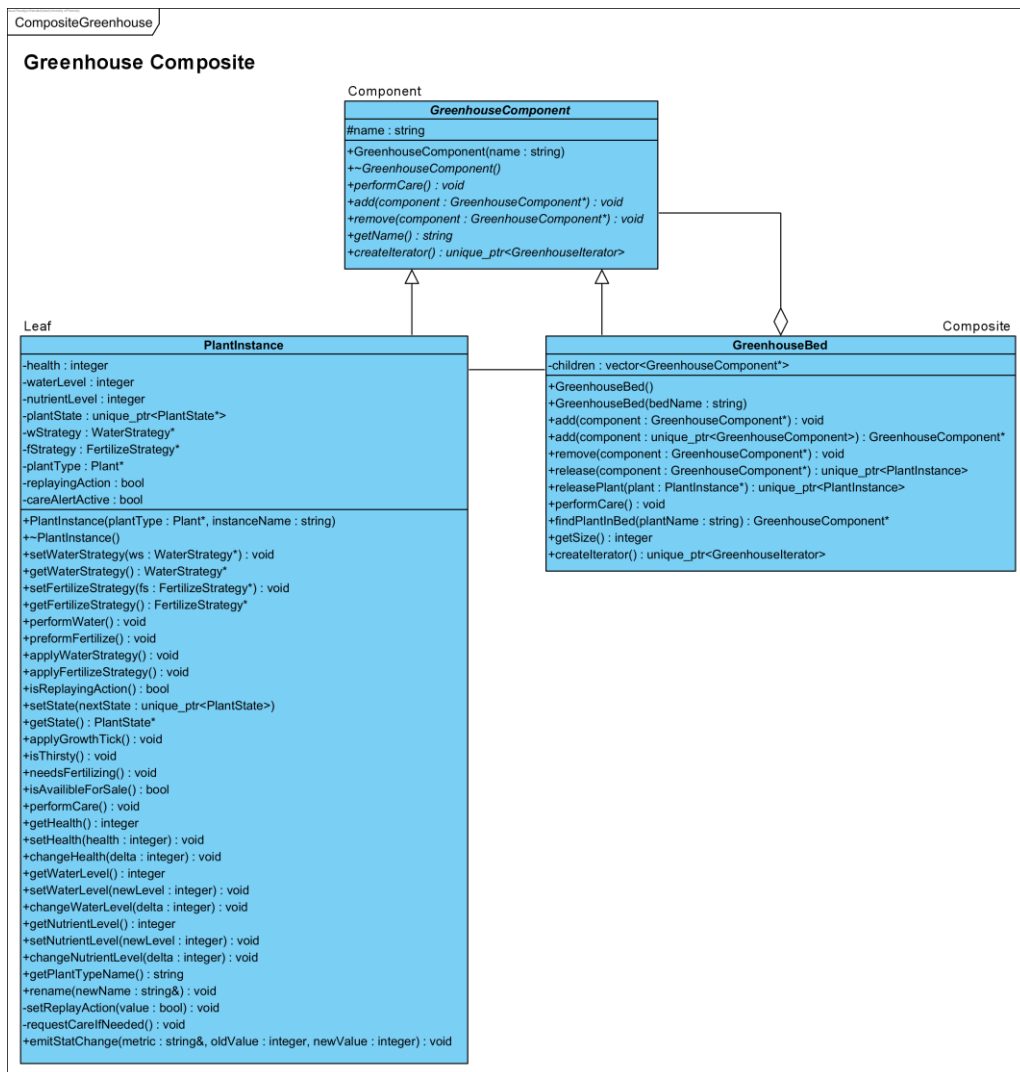 CompositeGreenhouse
Greenhouse Composite
Component
GreenhouseComponent
#name : string
+GreenhouseComponent(name : string)
+~GreenhouseComponent()
+performCare() : void
+add(component : GreenhouseComponent*) : void
+remove(component : GreenhouseComponent*) : void
+getName() : string
+createIterator() : unique_ptr<GreenhouseIterator>
Leaf
PlantInstance
-health : integer
-waterLevel : integer
-nutrientLevel : integer
-plantState : unique_ptr<PlantState*>
-wStrategy : WaterStrategy*
-fStrategy : FertilizeStrategy*
-plantType : Plant*
-replayingAction : bool
-careAlertActive : bool
+PlantInstance(plantType : Plant*, instanceName : string)
+~PlantInstance()
+setWaterStrategy(ws : WaterStrategy*) : void
+getWaterStrategy() : WaterStrategy*
+setFertilizeStrategy(fs : FertilizeStrategy*) : void
+getFertilizeStrategy() : FertilizeStrategy*
+performWater() : void
+preformFertilize() : void
+applyWaterStrategy() : void
+applyFertilizeStrategy() : void
+isReplayingAction() : bool
+setState(nextState : unique_ptr<PlantState>)
+getState() : PlantState*
+applyGrowthTick() : void
+isThirsty() : void
+needsFertilizing() : void
+isAvailibleForSale() : bool
+performCare() : void
+getHealth() : integer
+setHealth(health : integer) : void
+changeHealth(delta : integer) : void
+getWaterLevel() : integer
+setWaterLevel(newLevel : integer) : void
+changeWaterLevel(delta : integer) : void
+getNutrientLevel() : integer
+setNutrientLevel(newLevel : integer) : void
+changeNutrientLevel(delta : integer) : void
+getPlantTypeName() : string
+rename(newName : string&) : void
-setReplayAction(value : bool) : void
-requestCareIfNeeded() : void
+emitStatChange(metric : string&, oldValue : integer, newValue : integer) : void
Composite
GreenhouseBed
-children : vector<GreenhouseComponent*>
+GreenhouseBed()
+GreenhouseBed(bedName : string)
+add(component : GreenhouseComponent*) : void
+add(component : unique_ptr<GreenhouseComponent>) : GreenhouseComponent*
+remove(component : GreenhouseComponent*) : void
+release(component : GreenhouseComponent*) : unique_ptr<PlantInstance>
+releasePlant(plant : PlantInstance*) : unique_ptr<PlantInstance>
+performCare() : void
+findPlantInBed(plantName : string) : GreenhouseComponent*
+getSize() : integer
+createIterator() : unique_ptr<GreenhouseIterator>